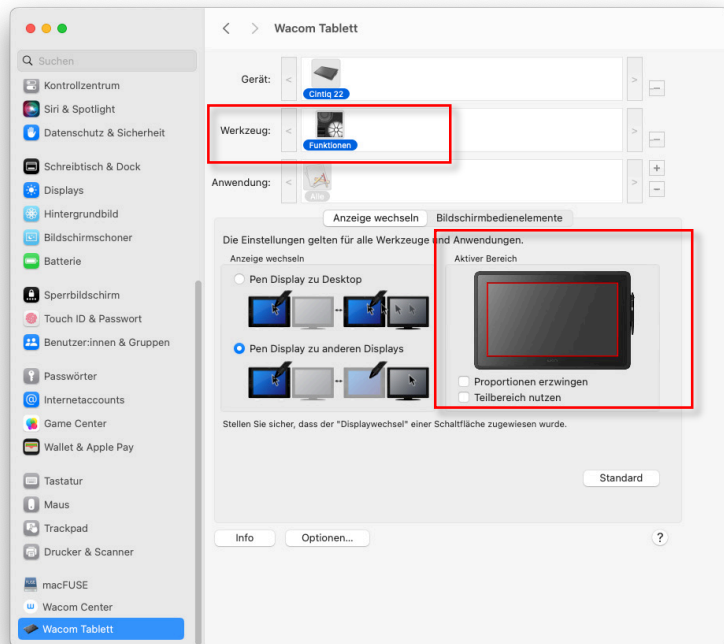 Wacom Tablett
Suchen
Kontrollzentrum
Siri & Spotlight
Datenschutz & Sicherheit
Schreibtisch & Dock
Displays
Hintergrundbild
Bildschirmschoner
Batterie
Sperrbildschirm
Touch ID & Passwort
Benutzer:innen & Gruppen
Passwörter
Internetaccounts
Game Center
Wallet & Apple Pay
Tastatur
Maus
Trackpad
Drucker & Scanner
macFUSE
Wacom Center
Wacom Tablett
Gerät:
Cintiq 22
Werkzeug:
Funktionen
Anwendung:
Alle
Anzeige wechseln
Bildschirmbedienelemente
Die Einstellungen gelten für alle Werkzeuge und Anwendungen.
Anzeige wechseln
Pen Display zu Desktop
Pen Display zu anderen Displays
Aktiver Bereich
Proportionen erzwingen
Teilbereich nutzen
Stellen Sie sicher, dass der "Displaywechsel" einer Schaltfläche zugewiesen wurde.
Standard
Info
Optionen...
?